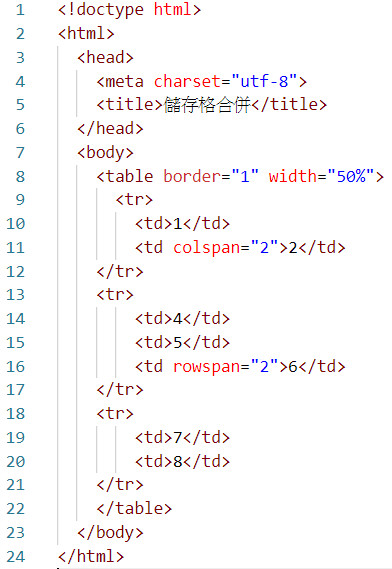 1 <!doctype html>
2 <html>
3 <head>
4 <meta charset="utf-8">
5 <title>儲存格合併</title>
6 </head>
7 <body>
8 <table border="1" width="50%">
9 <tr>
10 <td>1</td>
11 <td colspan="2">2</td>
12 </tr>
13 <tr>
14 <td>4</td>
15 <td>5</td>
16 <td rowspan="2">6</td>
17 </tr>
18 <tr>
19 <td>7</td>
20 <td>8</td>
21 </tr>
22 </table>
23 </body>
24 </html>